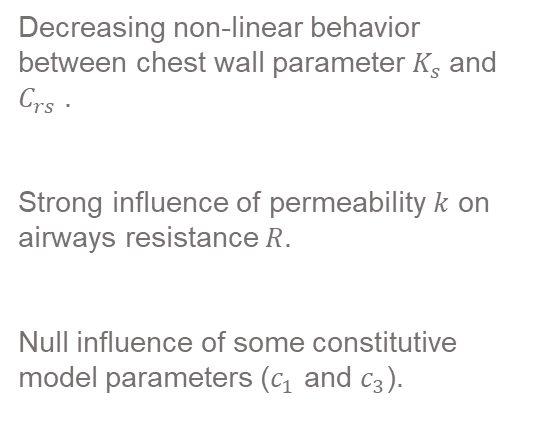 Decreasing non-linear behavior
between chest wall parameter Kₛ and
Cᵣₛ .
Strong influence of permeability k on
airways resistance R.
Null influence of some constitutive
model parameters (c₁ and c₃).